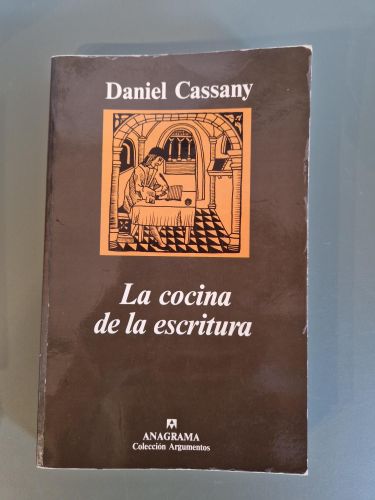 Daniel Cassany
La cocina
de la escritura
ANAGRAMA
Colección Argumentos